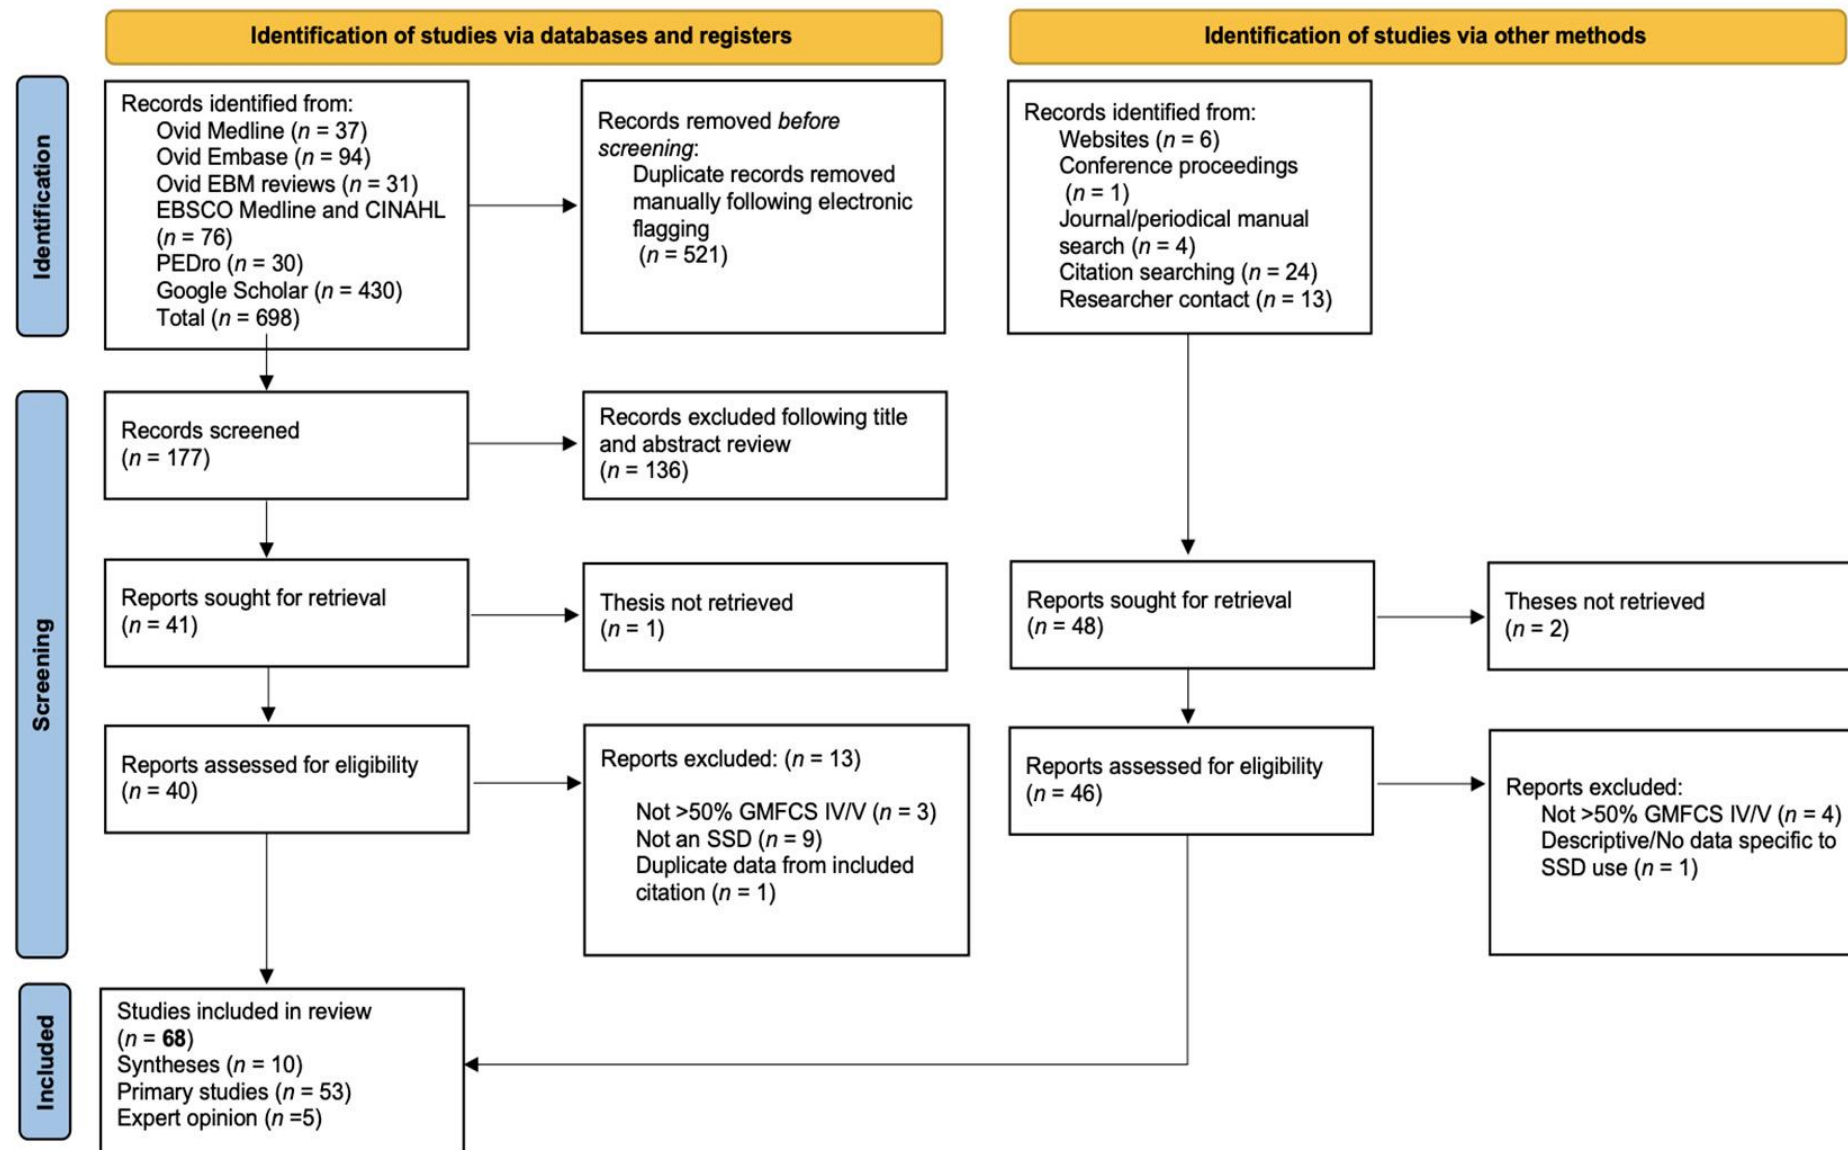 Identification of studies via databases and registers
Identification of studies via other methods
Identification
Records identified from:
Ovid Medline (n = 37)
Ovid Embase (n = 94)
Ovid EBM reviews (n = 31)
EBSCO Medline and CINAHL
(n = 76)
PEDro (n = 30)
Google Scholar (n = 430)
Total (n = 698)
Records removed before
screening:
Duplicate records removed
manually following electronic
flagging
(n = 521)
Records identified from:
Websites (n = 6)
Conference proceedings
(n = 1)
Journal/periodical manual
search (n = 4)
Citation searching (n = 24)
Researcher contact (n = 13)
Screening
Records screened
(n = 177)
Records excluded following title
and abstract review
(n = 136)
Reports sought for retrieval
(n = 41)
Thesis not retrieved
(n = 1)
Reports sought for retrieval
(n = 48)
Theses not retrieved
(n = 2)
Reports assessed for eligibility
(n = 40)
Reports excluded: (n = 13)
Not >50% GMFCS IV/V (n = 3)
Not an SSD (n = 9)
Duplicate data from included
citation (n = 1)
Reports assessed for eligibility
(n = 46)
Reports excluded:
Not >50% GMFCS IV/V (n = 4)
Descriptive/No data specific to
SSD use (n = 1)
Included
Studies included in review
(n = 68)
Syntheses (n = 10)
Primary studies (n = 53)
Expert opinion (n =5)